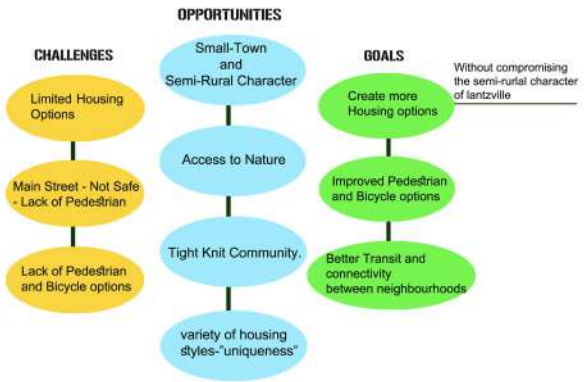 OPPORTUNITIES
CHALLENGES
GOALS
Limited Housing
Options
Main Street - Not Safe
- Lack of Pedestrian
Lack of Pedestrian
and Bicycle options
Small-Town
and
Semi-Rural Character
Access to Nature
Tight Knit Community.
variety of housing
styles-"uniqueness"
Create more
Housing options
Improved Pedestrian
and Bicycle options
Better Transit and
connectivity
between neighbourhoods
Without compromising
the semi-rurlal character
of lantzville